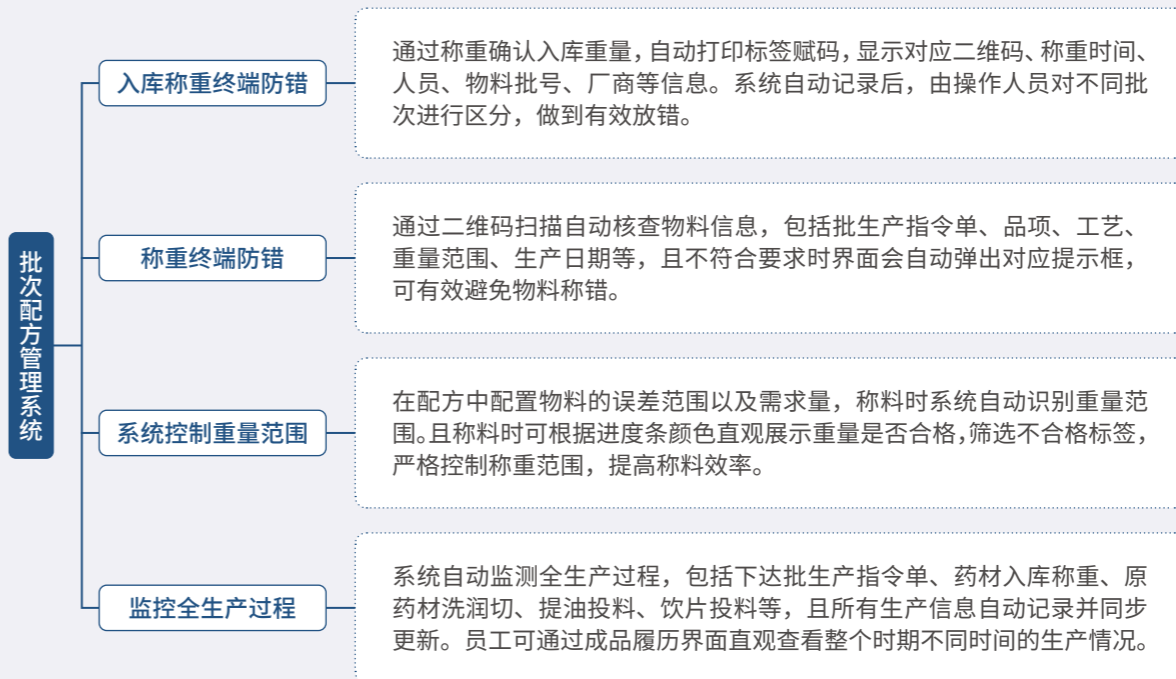 批次配方管理系统
入库称重终端防错
通过称重确认入库重量，自动打印标签赋码，显示对应二维码、称重时间、
人员、物料批号、厂商等信息。系统自动记录后，由操作人员对不同批
次进行区分，做到有效放错。
称重终端防错
通过二维码扫描自动核查物料信息，包括批生产指令单、品项、工艺、
重量范围、生产日期等，且不符合要求时界面会自动弹出对应提示框，
可有效避免物料称错。
系统控制重量范围
在配方中配置物料的误差范围以及需求量，称料时系统自动识别重量范
围。且称料时可根据进度条颜色直观展示重量是否合格，筛选不合格标签，
严格控制称重范围，提高称料效率。
监控全生产过程
系统自动监测全生产过程，包括下达批生产指令单、药材入库称重、原
药材洗润切、提油投料、饮片投料等，且所有生产信息自动记录并同步
更新。员工可通过成品履历界面直观查看整个时期不同时间的生产情况。